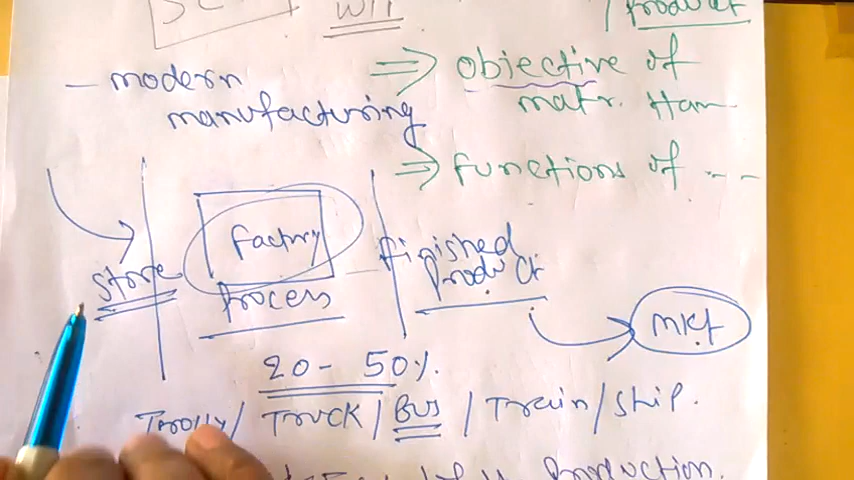 WIP
Product
— modern
manufacturing
⇒ objective of
matr. Han
⇒ functions of ---
Store
Factory
Process
finished
Product
MKt
20 - 50%.
Trolly / TRUCK / BUS / Train / Ship.
Production.